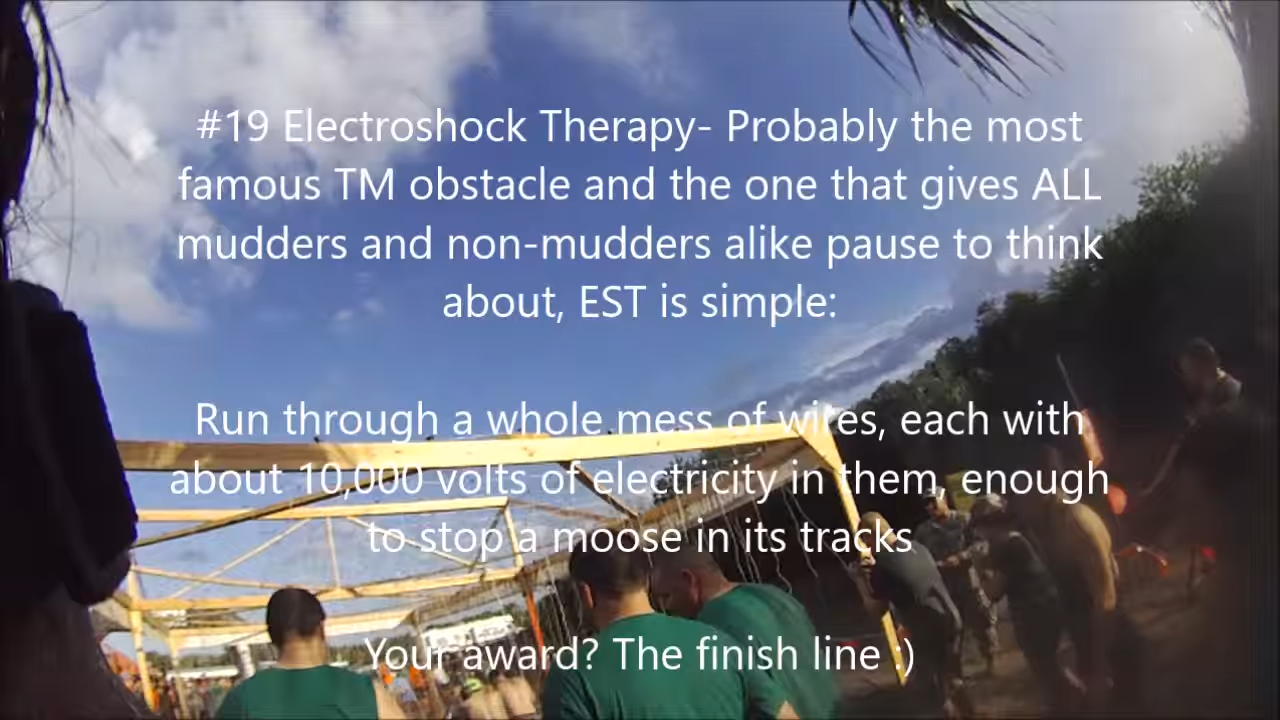 #19 Electroshock Therapy- Probably the most
famous TM obstacle and the one that gives ALL
mudders and non-mudders alike pause to think
about, EST is simple:
Run through a whole mess of wires, each with
about 10,000 volts of electricity in them, enough
to stop a moose in its tracks
Your award? The finish line :)